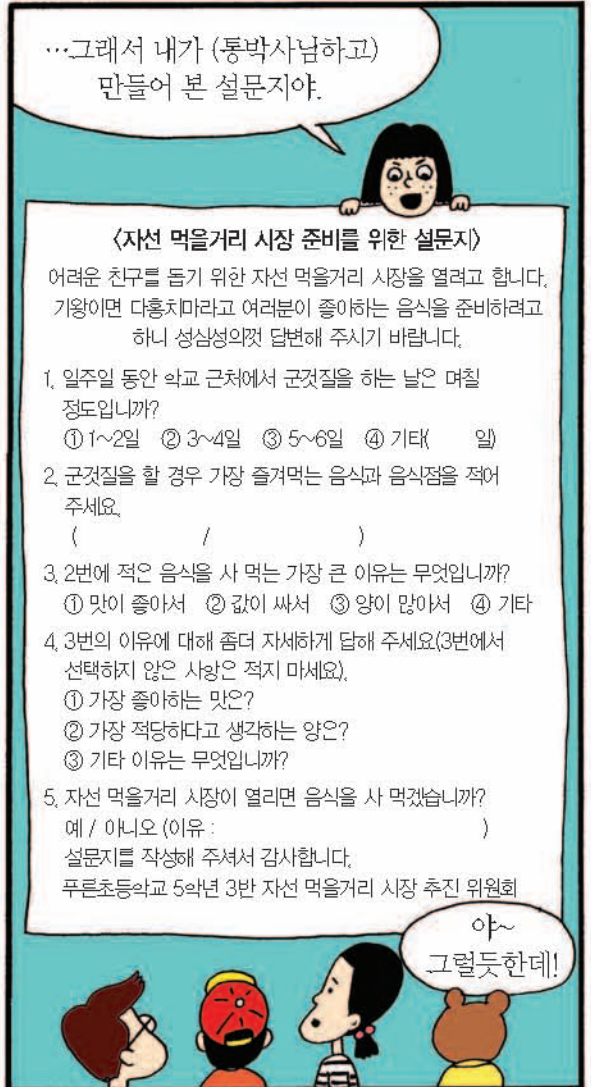 …그래서 내가 (통박사님하고)
만들어 본 설문지야.
〈자선 먹을거리 시장 준비를 위한 설문지〉
어려운 친구를 돕기 위한 자선 먹을거리 시장을 열려고 합니다.
기왕이면 다홍치마라고 여러분이 좋아하는 음식을 준비하려고
하니 성심성의껏 답변해 주시기 바랍니다.
1. 일주일 동안 학교 근처에서 군것질을 하는 날은 며칠
정도입니까?
① 1~2일 ② 3~4일 ③ 5~6일 ④ 기타( 일)
2. 군것질을 할 경우 가장 즐겨먹는 음식과 음식점을 적어
주세요.
( / )
3. 2번에 적은 음식을 사 먹는 가장 큰 이유는 무엇입니까?
① 맛이 좋아서 ② 값이 싸서 ③ 양이 많아서 ④ 기타
4. 3번의 이유에 대해 좀더 자세하게 답해 주세요(3번에서
선택하지 않은 사항은 적지 마세요).
① 가장 좋아하는 맛은?
② 가장 적당하다고 생각하는 양은?
③ 기타 이유는 무엇입니까?
5. 자선 먹을거리 시장이 열리면 음식을 사 먹겠습니까?
예 / 아니오 (이유 : )
설문지를 작성해 주셔서 감사합니다.
푸른초등학교 5학년 3반 자선 먹을거리 시장 추진 위원회
야~
그럴듯한데!